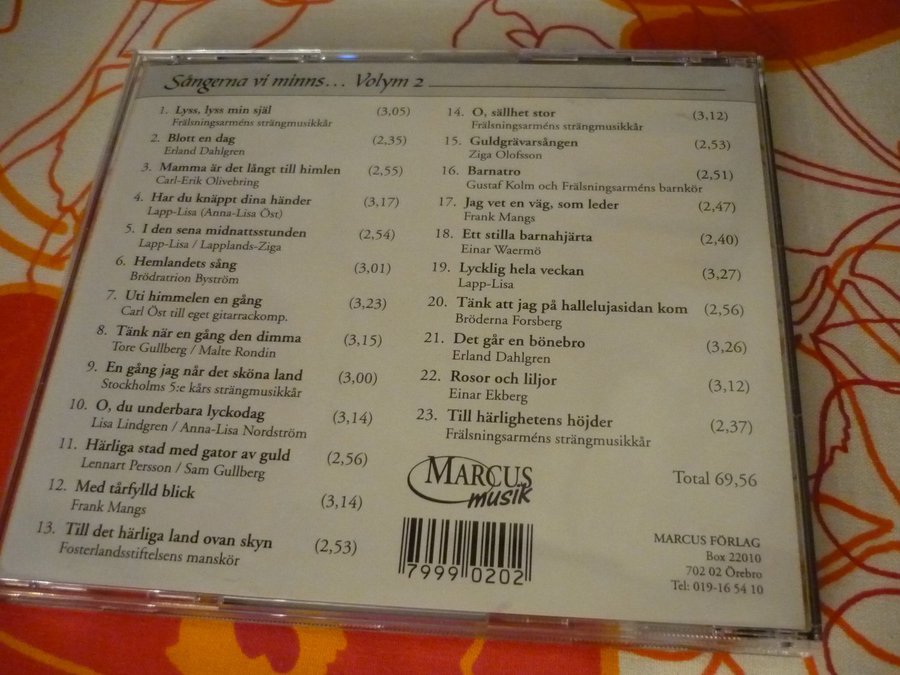 Sångerna vi minns... Volym 2
1. Lyss, lyss min själ (3,05)
Frälsningsarméns strängmusikkår
2. Blott en dag (2,35)
Erland Dahlgren
3. Mamma är det långt till himlen (2,55)
Carl-Erik Olivebring
4. Har du knäppt dina händer (3,17)
Lapp-Lisa (Anna-Lisa Öst)
5. I den sena midnattsstunden (2,54)
Lapp-Lisa / Lapplands-Ziga
6. Hemlandets sång (3,01)
Brödratrion Byström
7. Uti himmelen en gång (3,23)
Carl Öst till eget gitarrackomp.
8. Tänk när en gång den dimma (3,15)
Tore Gullberg / Malte Rondin
9. En gång jag når det sköna land (3,00)
Stockholms 5:e kårs strängmusikkår
10. O, du underbara lyckodag (3,14)
Lisa Lindgren / Anna-Lisa Nordström
11. Härliga stad med gator av guld (2,56)
Lennart Persson / Sam Gullberg
12. Med tårfylld blick (3,14)
Frank Mangs
13. Till det härliga land ovan skyn (2,53)
Fosterlandsstiftelsens manskör
14. O, sällhet stor (3,12)
Frälsningsarméns strängmusikkår
15. Guldgrävarsången (2,53)
Ziga Olofsson
16. Barnatro (2,51)
Gustaf Kolm och Frälsningsarméns barnkör
17. Jag vet en väg, som leder (2,47)
Frank Mangs
18. Ett stilla barnahjärta (2,40)
Einar Waermö
19. Lycklig hela veckan (3,27)
Lapp-Lisa
20. Tänk att jag på hallelujasidan kom (2,56)
Bröderna Forsberg
21. Det går en bönebro (3,26)
Erland Dahlgren
22. Rosor och liljor (3,12)
Einar Ekberg
23. Till härlighetens höjder (2,37)
Frälsningsarméns strängmusikkår
Total 69,56
MARCUS
musik
79990202
MARCUS FÖRLAG
Box 22010
702 02 Örebro
Tel: 019-16 54 10